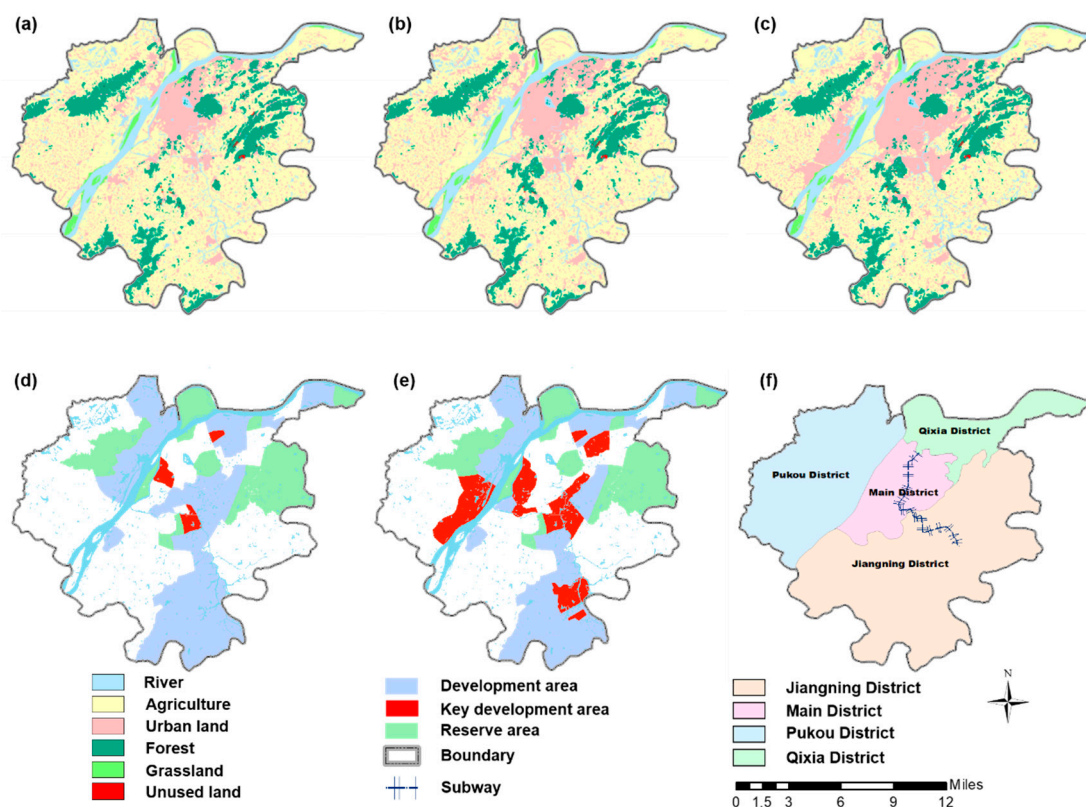 (a)
(b)
(c)
(d)
(e)
(f)
Qixia District
Pukou District
Main District
Jiangning District
River
Agriculture
Urban land
Forest
Grassland
Unused land
Development area
Key development area
Reserve area
Boundary
Subway
Jiangning District
Main District
Pukou District
Qixia District
N
Miles
0 1.5 3 6 9 12